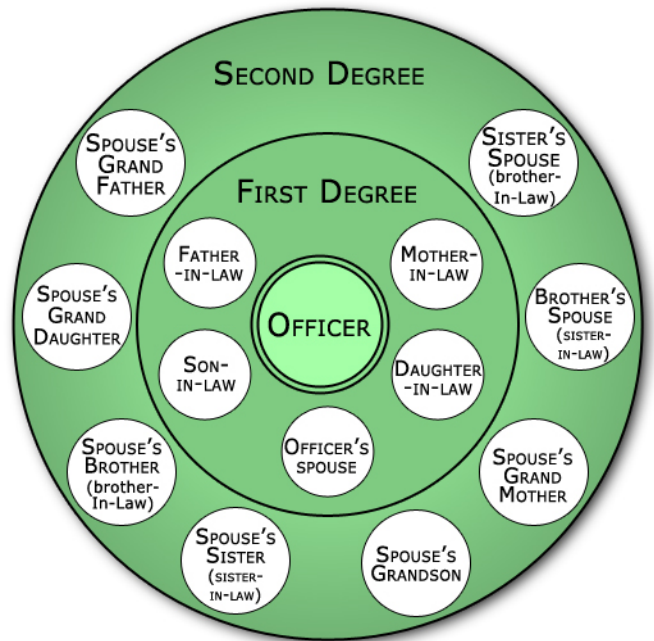 SECOND DEGREE
SPOUSE'S
GRAND
FATHER
SISTER'S
SPOUSE
(brother-
In-Law)
FIRST DEGREE
FATHER
-IN-LAW
MOTHER-
IN-LAW
SPOUSE'S
GRAND
DAUGHTER
OFFICER
BROTHER'S
SPOUSE
(SISTER-
IN-LAW)
SON-
IN-LAW
DAUGHTER
-IN-LAW
SPOUSE'S
BROTHER
(brother-
In-Law)
OFFICER'S
SPOUSE
SPOUSE'S
GRAND
MOTHER
SPOUSE'S
SISTER
(SISTER-
IN-LAW)
SPOUSE'S
GRANDSON